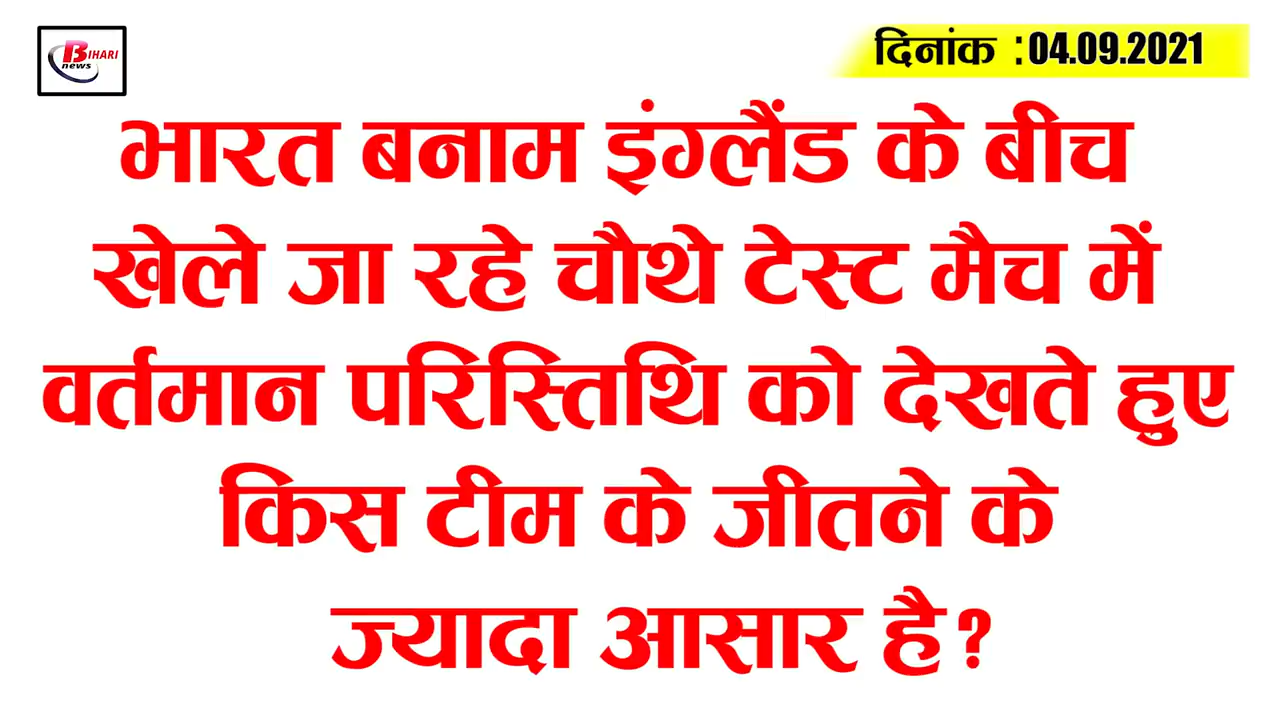 BIHARI
news
दिनांक :04.09.2021
भारत बनाम इंग्लैंड के बीच
खेले जा रहे चौथे टेस्ट मैच में
वर्तमान परिस्तिथि को देखते हुए
किस टीम के जीतने के
ज्यादा आसार है?